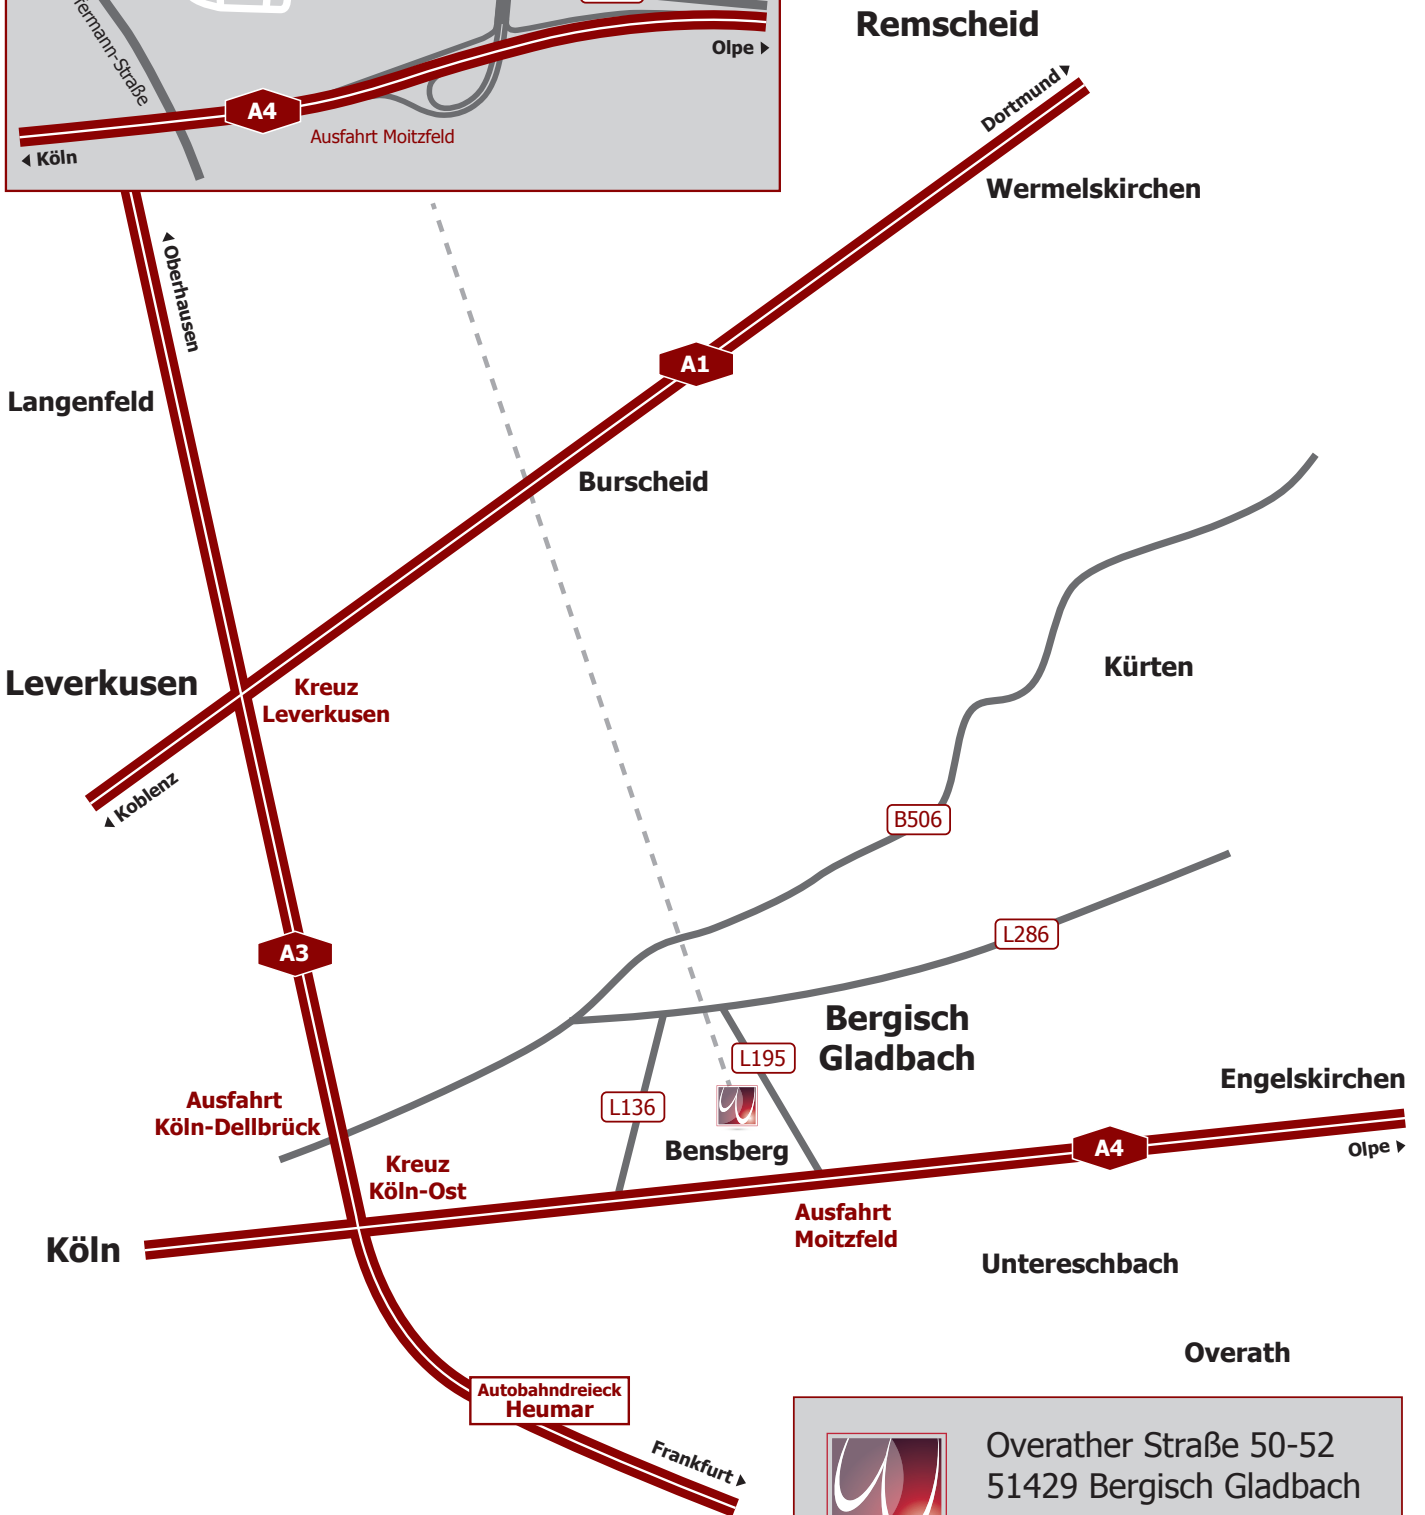 Remscheid
Olpe
A4
Ausfahrt Moitzfeld
Köln
Dortmund
Wermelskirchen
Oberhausen
A1
Langenfeld
Burscheid
Kürten
Leverkusen
Kreuz
Leverkusen
Koblenz
B506
A3
L286
Bergisch
Gladbach
L195
L136
Bensberg
Engelskirchen
A4
Olpe
Ausfahrt
Köln-Dellbrück
Kreuz
Köln-Ost
Ausfahrt
Moitzfeld
Köln
Untereschbach
Overath
Autobahndreieck
Heumar
Frankfurt
Overather Straße 50-52
51429 Bergisch Gladbach